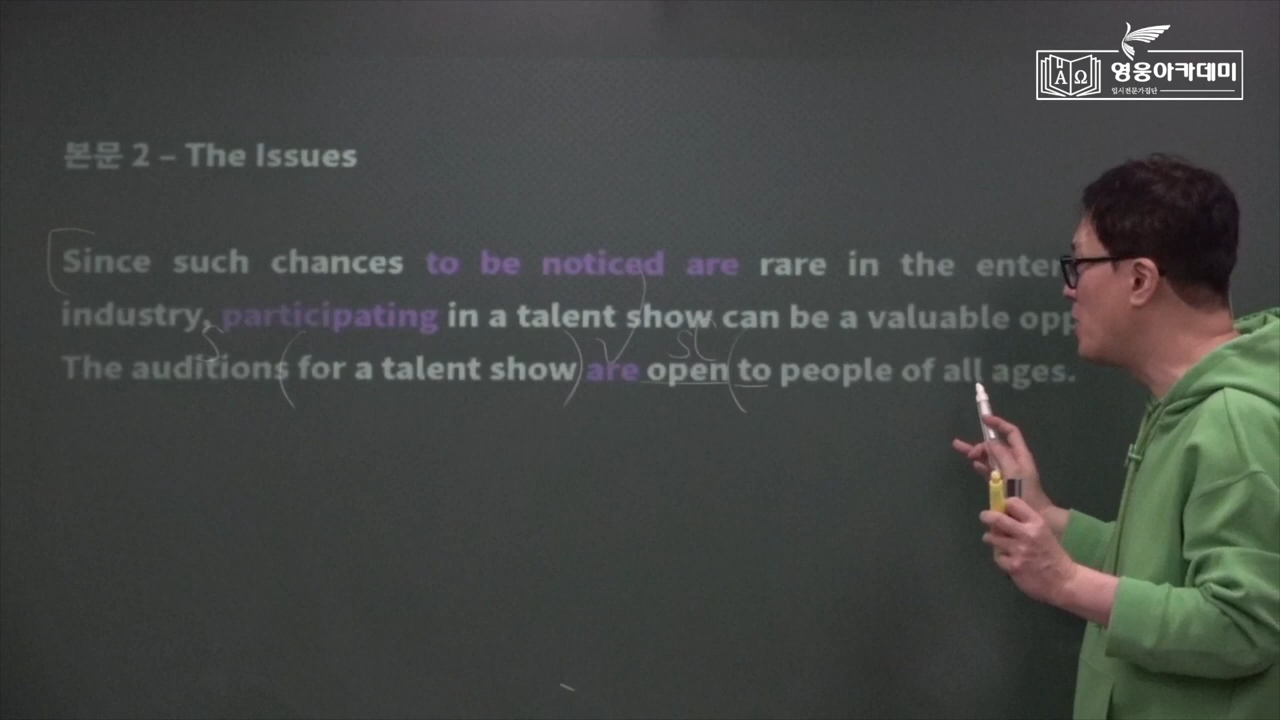 영웅아카데미
입시전문가집단
본문 2 – The Issues
Since such chances to be noticed are rare in the
industry, participating in a talent show can be a valuable
The auditions for a talent show are open to people of all ages.
S
V
SC